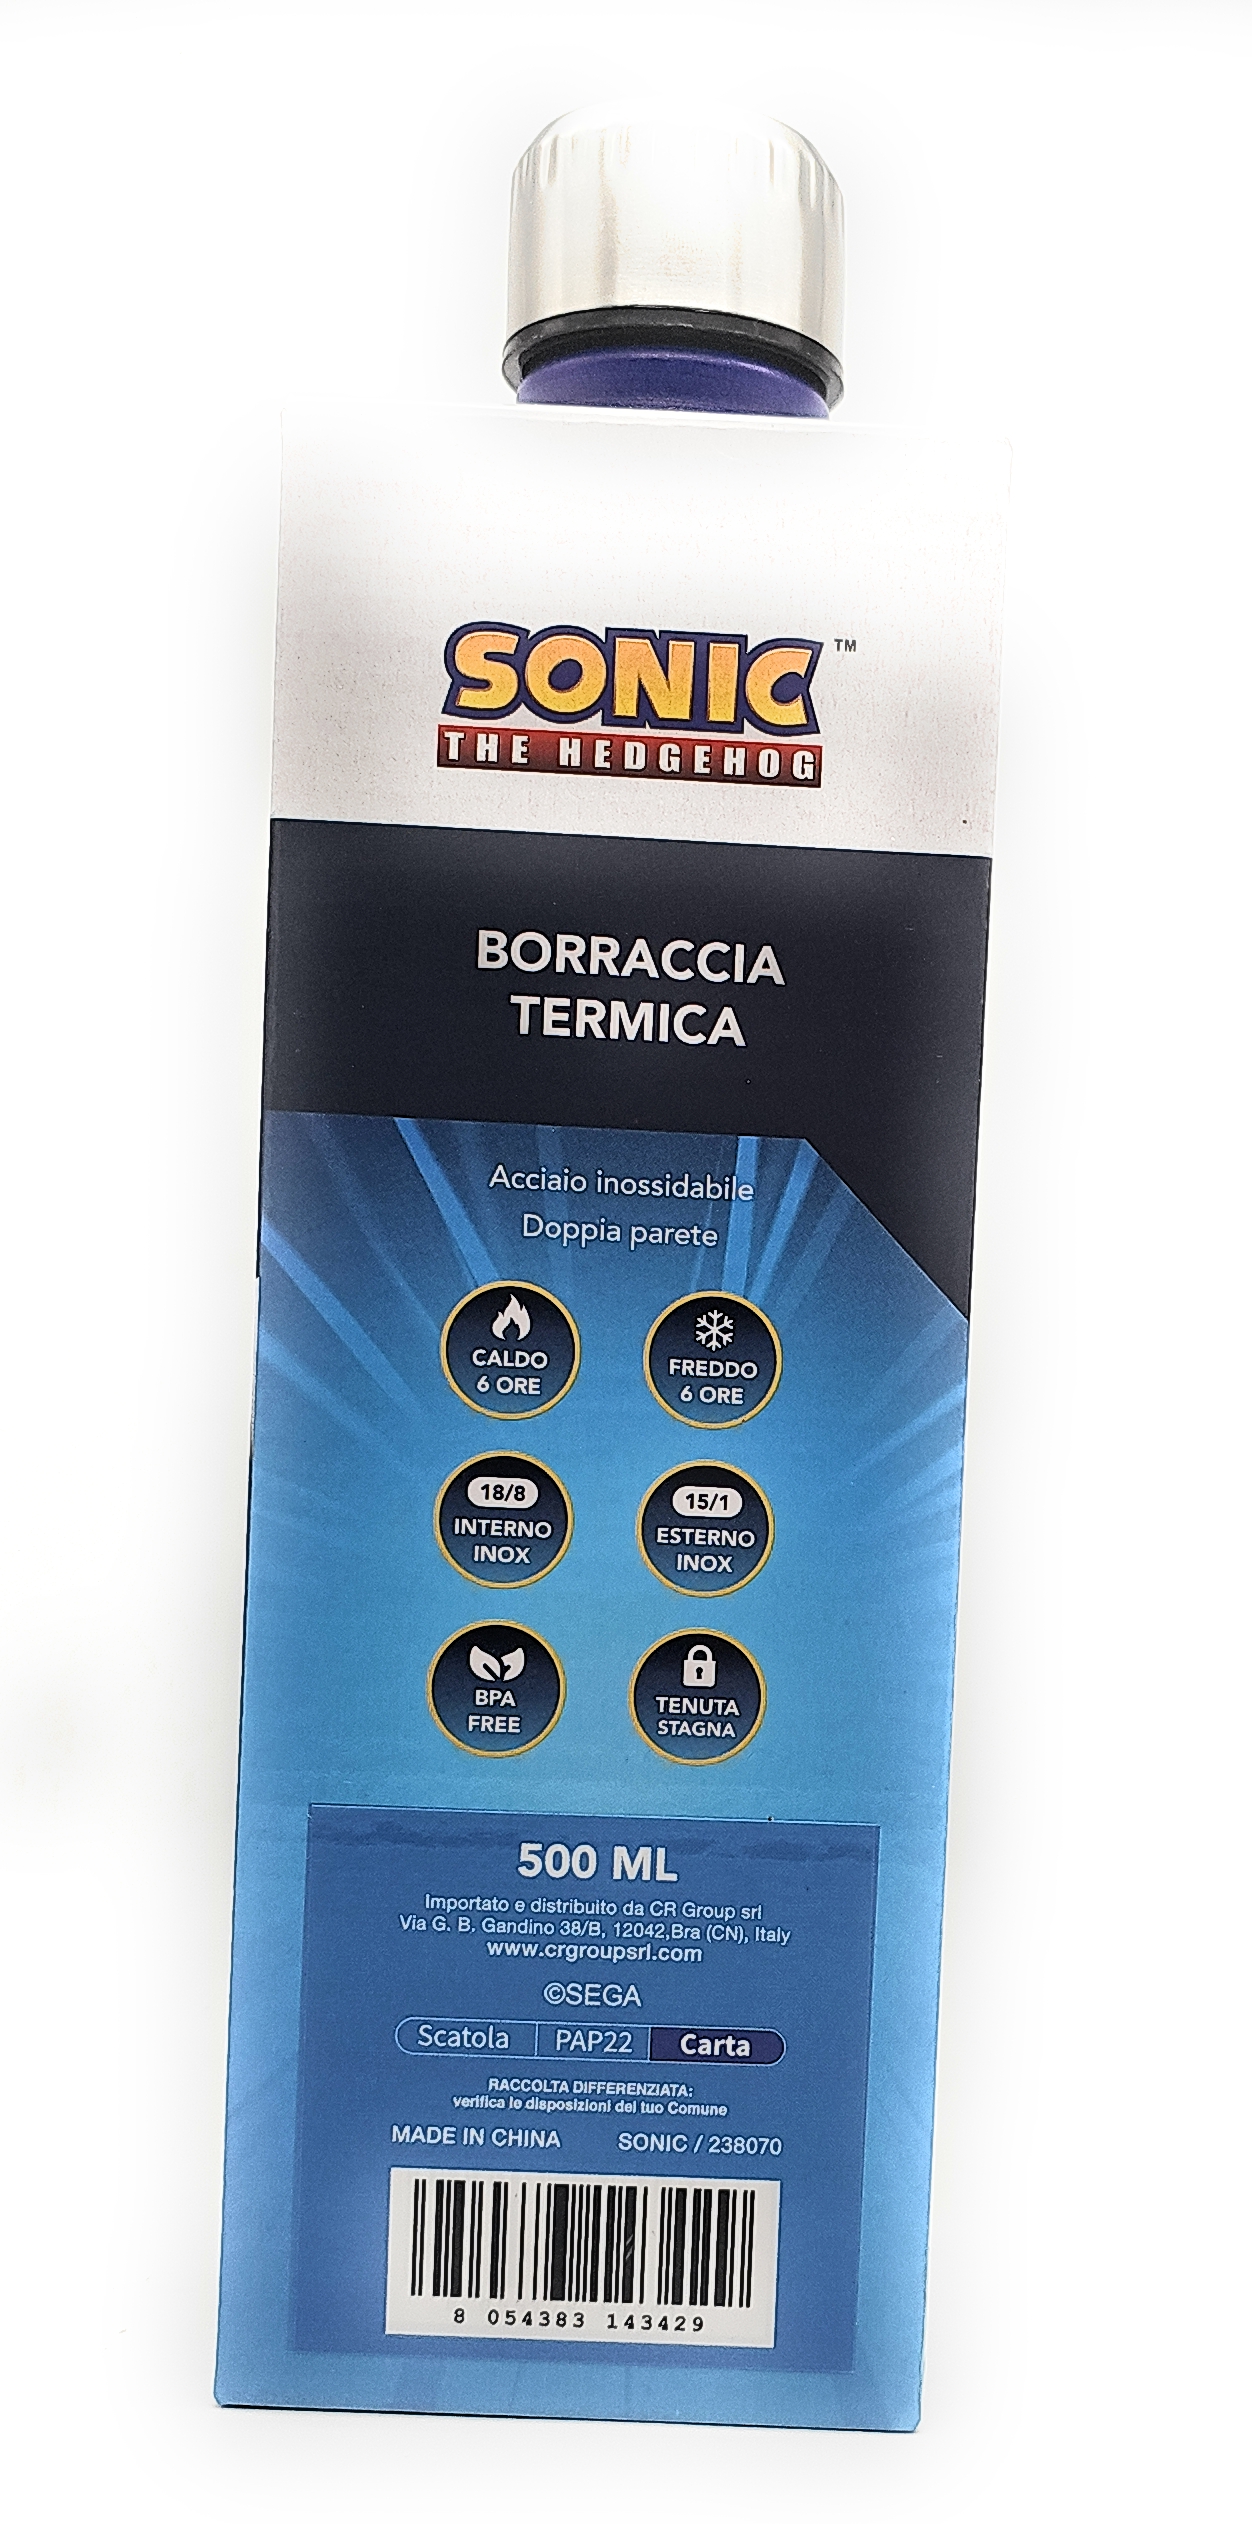 SONIC ™
THE HEDGEHOG
BORRACCIA
TERMICA
Acciaio inossidabile
Doppia parete
CALDO
6 ORE
FREDDO
6 ORE
18/8
INTERNO
INOX
15/1
ESTERNO
INOX
BPA
FREE
TENUTA
STAGNA
500 ML
Importato e distribuito da CR Group srl
Via G. B. Gandino 38/B, 12042,Bra (CN), Italy
www.crgroupsrl.com
©SEGA
Scatola PAP22 Carta
RACCOLTA DIFFERENZIATA:
verifica le disposizioni del tuo Comune
MADE IN CHINA SONIC / 238070
8 054383 143429